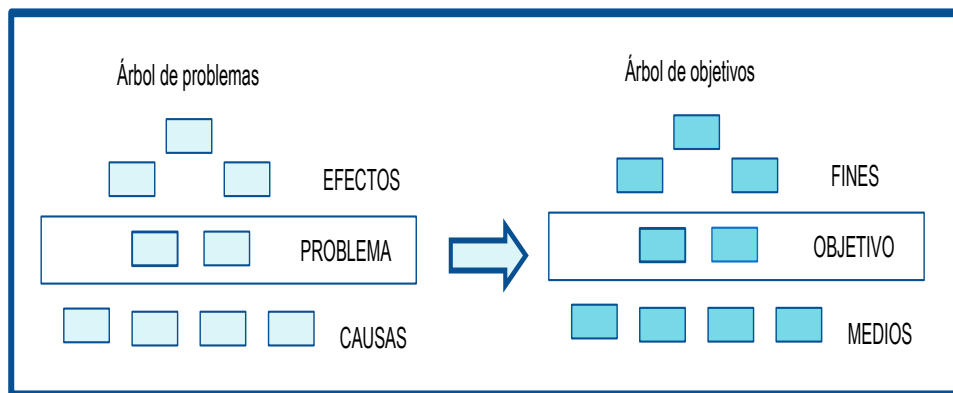 Árbol de problemas
EFECTOS
PROBLEMA
CAUSAS
Árbol de objetivos
FINES
OBJETIVO
MEDIOS